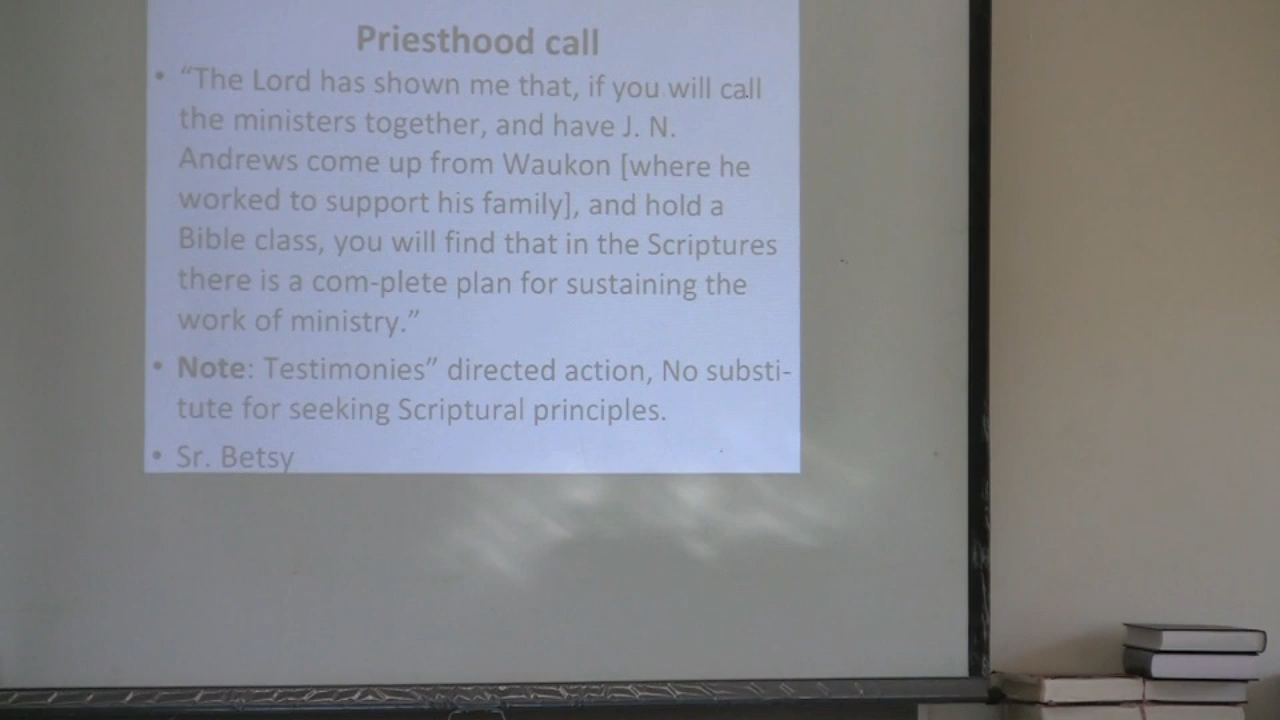 Priesthood call
• “The Lord has shown me that, if you will call
the ministers together, and have J. N.
Andrews come up from Waukon [where he
worked to support his family], and hold a
Bible class, you will find that in the Scriptures
there is a com-plete plan for sustaining the
work of ministry.”
• Note: Testimonies” directed action, No substi-
tute for seeking Scriptural principles.
• Sr. Betsy